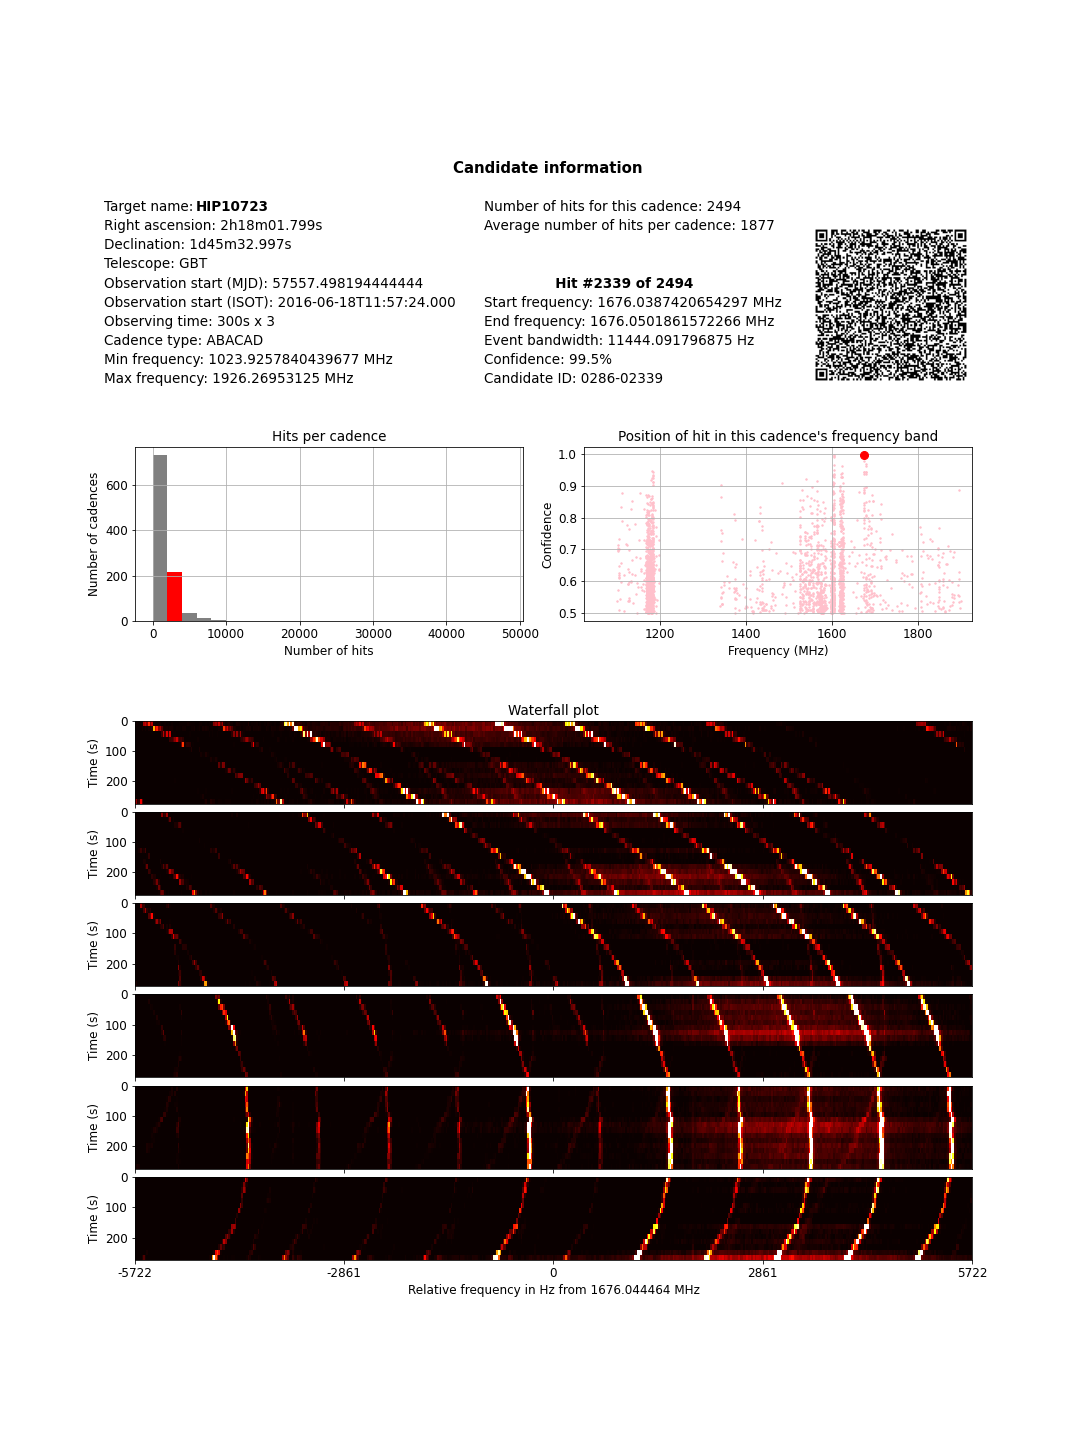 Candidate information
Target name: HIP10723
Right ascension: 2h18m01.799s
Declination: 1d45m32.997s
Telescope: GBT
Observation start (MJD): 57557.498194444444
Observation start (ISOT): 2016-06-18T11:57:24.000
Observing time: 300s x 3
Cadence type: ABACAD
Min frequency: 1023.9257840439677 MHz
Max frequency: 1926.26953125 MHz
Number of hits for this cadence: 2494
Average number of hits per cadence: 1877
Hit #2339 of 2494
Start frequency: 1676.0387420654297 MHz
End frequency: 1676.0501861572266 MHz
Event bandwidth: 11444.091796875 Hz
Confidence: 99.5%
Candidate ID: 0286-02339
Hits per cadence
Number of cadences
600
400
200
0
0 10000 20000 30000 40000 50000
Number of hits
Position of hit in this cadence's frequency band
Confidence
1.0
0.9
0.8
0.7
0.6
0.5
1200 1400 1600 1800
Frequency (MHz)
Waterfall plot
Time (s)
0
100
200
Time (s)
0
100
200
Time (s)
0
100
200
Time (s)
0
100
200
Time (s)
0
100
200
Time (s)
0
100
200
-5722 -2861 0 2861 5722
Relative frequency in Hz from 1676.044464 MHz